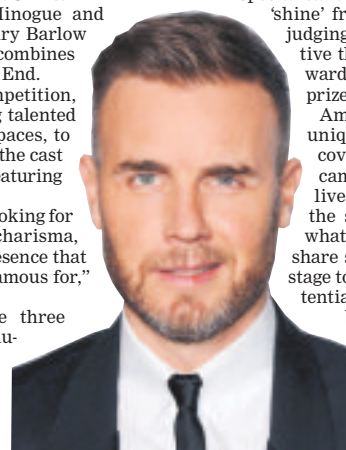 Minogue and
ry Barlow
combines
End.
mpetition,
talented
paces, to
the cast
eaturing
oking for
charisma,
esence that
amous for,”
e three
u-
‘shine’ fr
judging
tive th
ward
prize
Am
uniq
cov
can
live
the s
what
share s
stage to
tentia